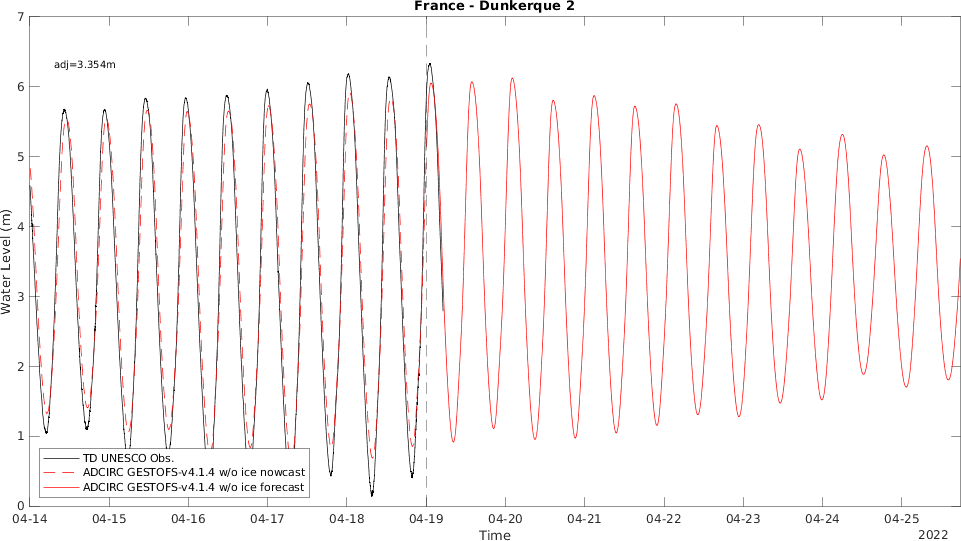 France - Dunkerque 2
adj=3.354m
7
6
5
4
3
2
1
0
Water Level (m)
TD UNESCO Obs.
ADCIRC GESTOFS-v4.1.4 w/o ice nowcast
ADCIRC GESTOFS-v4.1.4 w/o ice forecast
04-14 04-15 04-16 04-17 04-18 04-19 04-20 04-21 04-22 04-23 04-24 04-25
Time
2022